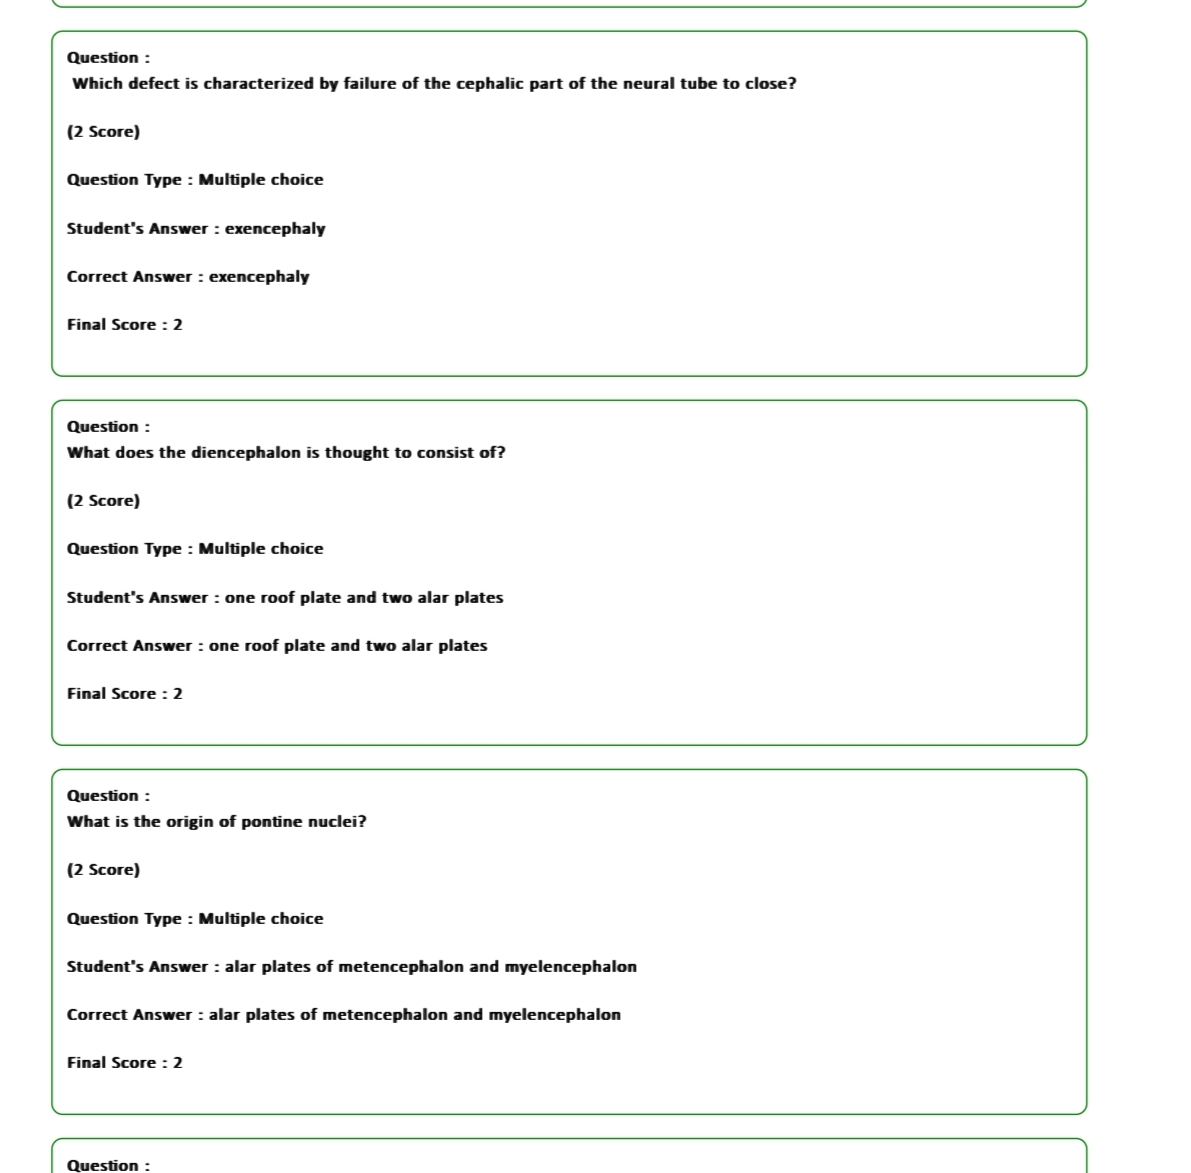 Question :
Which defect is characterized by failure of the cephalic part of the neural tube to close?
(2 Score)
Question Type : Multiple choice
Student's Answer : exencephaly
Correct Answer : exencephaly
Final Score : 2
Question :
What does the diencephalon is thought to consist of?
(2 Score)
Question Type : Multiple choice
Student's Answer : one roof plate and two alar plates
Correct Answer : one roof plate and two alar plates
Final Score : 2
Question :
What is the origin of pontine nuclei?
(2 Score)
Question Type : Multiple choice
Student's Answer : alar plates of metencephalon and myelencephalon
Correct Answer : alar plates of metencephalon and myelencephalon
Final Score : 2
Question :